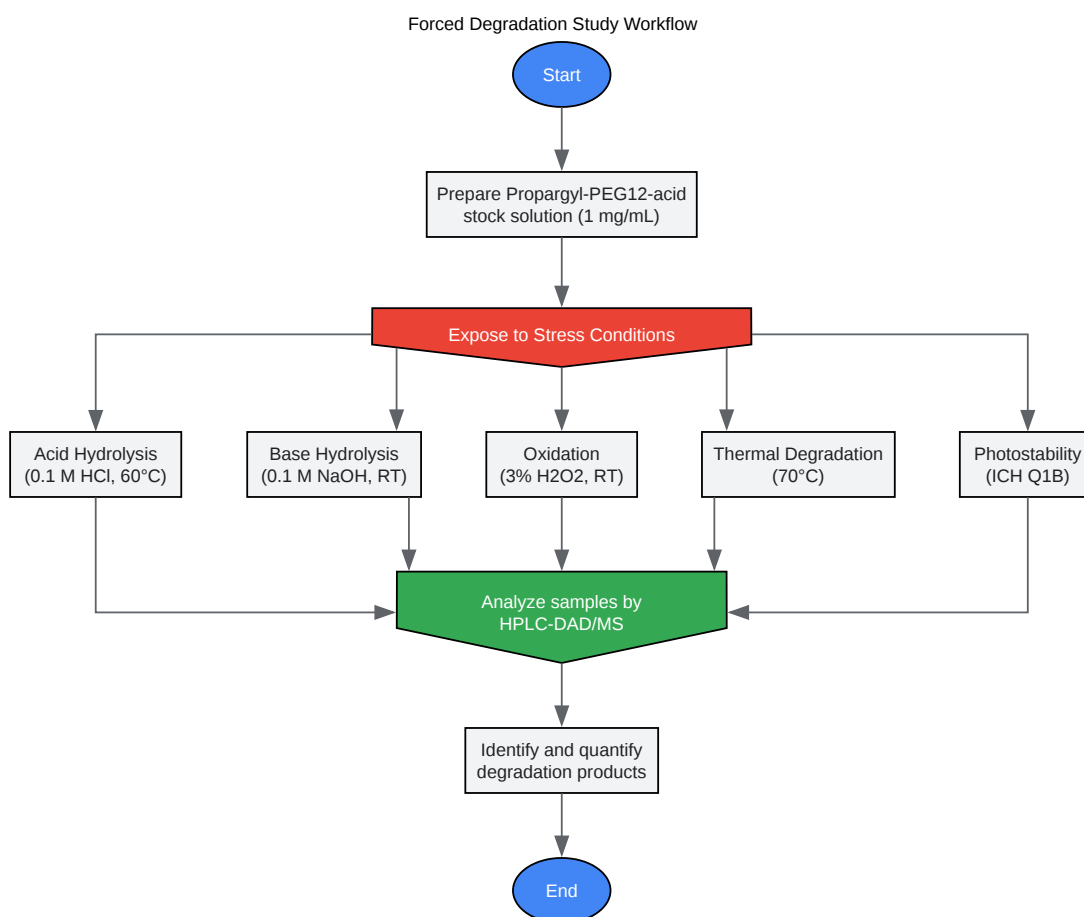 Forced Degradation Study Workflow
Start
Prepare Propargyl-PEG12-acid
stock solution (1 mg/mL)
Expose to Stress Conditions
Acid Hydrolysis
(0.1 M HCl, 60°C)
Base Hydrolysis
(0.1 M NaOH, RT)
Oxidation
(3% H2O2, RT)
Thermal Degradation
(70°C)
Photostability
(ICH Q1B)
Analyze samples by
HPLC-DAD/MS
Identify and quantify
degradation products
End